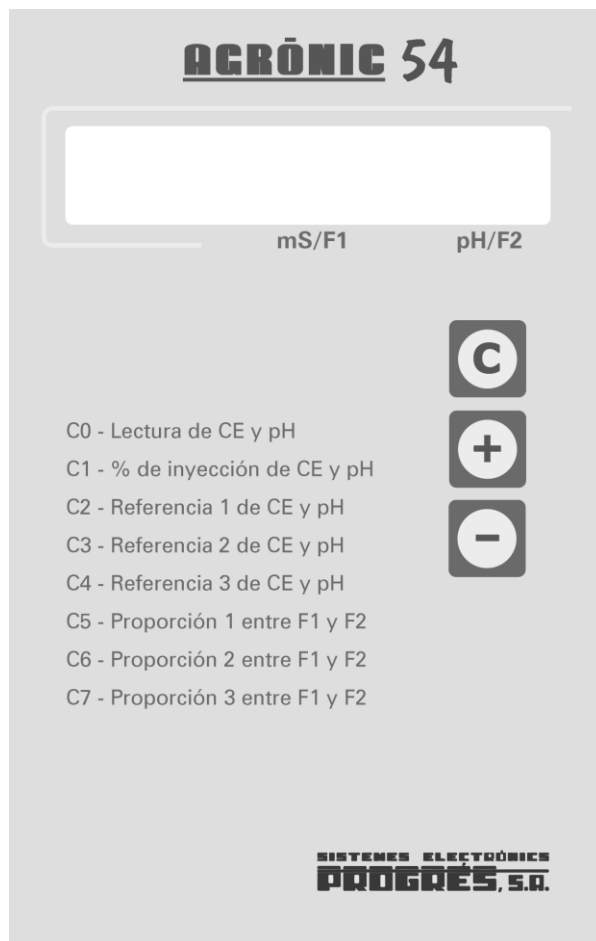 AGRÒNIC 54
mS/F1 pH/F2
C
+
-
C0 - Lectura de CE y pH
C1 - % de inyección de CE y pH
C2 - Referencia 1 de CE y pH
C3 - Referencia 2 de CE y pH
C4 - Referencia 3 de CE y pH
C5 - Proporción 1 entre F1 y F2
C6 - Proporción 2 entre F1 y F2
C7 - Proporción 3 entre F1 y F2
SISTEMES ELECTRÒNICS
PROGRÉS, S.A.